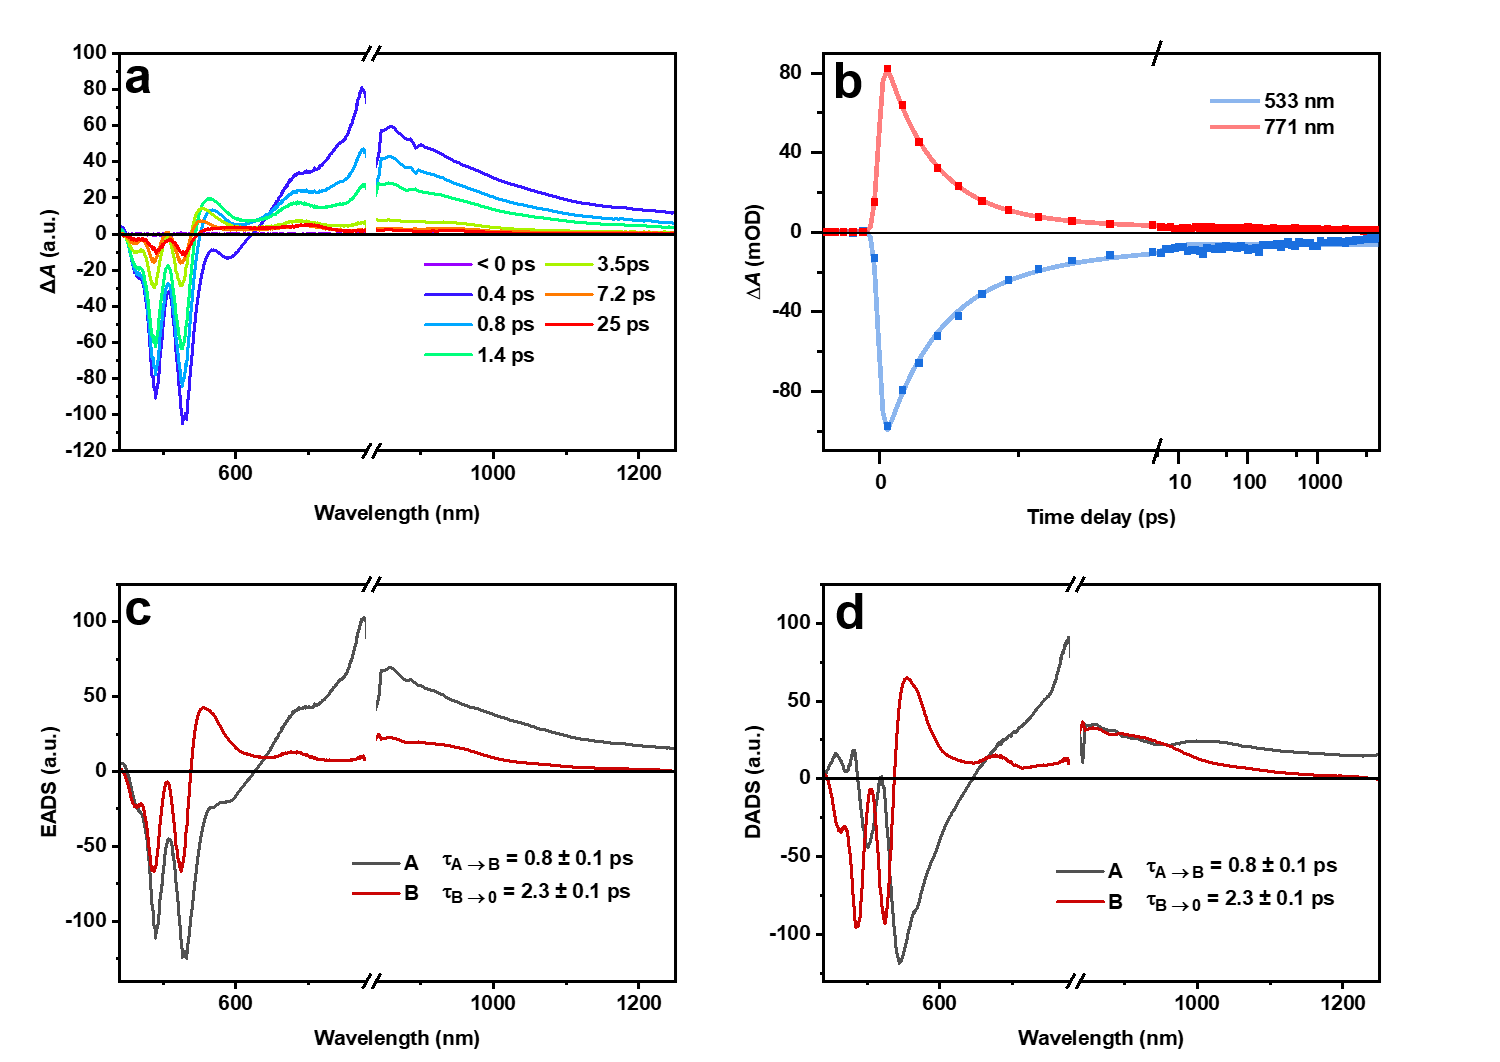 a
100
80
60
40
20
0
-20
-40
-60
-80
-100
-120
ΔA (a.u.)
< 0 ps
3.5ps
0.4 ps
7.2 ps
0.8 ps
25 ps
1.4 ps
600
1000
1200
Wavelength (nm)
b
80
40
0
-40
-80
ΔA (mOD)
533 nm
771 nm
0
10
100
1000
Time delay (ps)
c
100
50
0
-50
-100
EADS (a.u.)
A τA → B = 0.8 ± 0.1 ps
B τB → 0 = 2.3 ± 0.1 ps
600
1000
1200
Wavelength (nm)
d
100
50
0
-50
-100
DADS (a.u.)
A τA → B = 0.8 ± 0.1 ps
B τB → 0 = 2.3 ± 0.1 ps
600
1000
1200
Wavelength (nm)